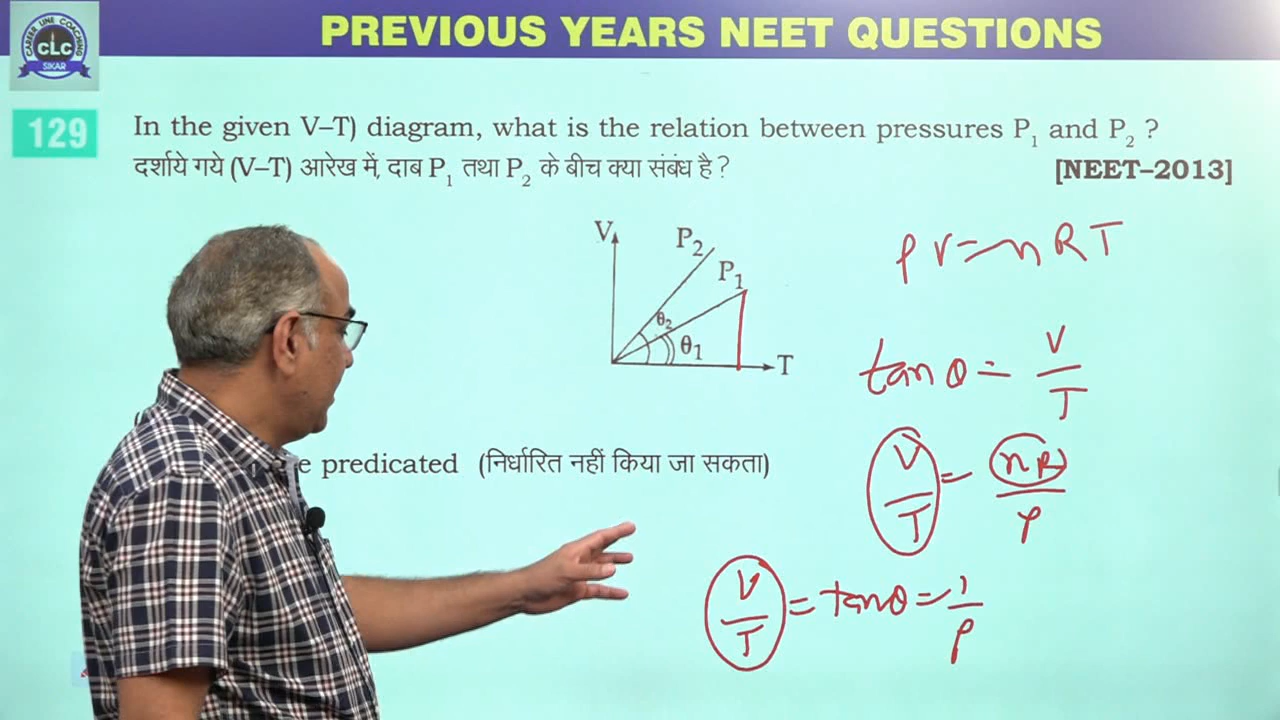 CAREER LINE COACHING
CLC
SIKAR
PREVIOUS YEARS NEET QUESTIONS
129
In the given V–T) diagram, what is the relation between pressures P₁ and P₂ ?
दर्शाये गये (V–T) आरेख में, दाब P₁ तथा P₂ के बीच क्या संबंध है ?
[NEET–2013]
V
P₂
P₁
θ₂
θ₁
T
PV=nRT
tanθ = V/T
V/T = nR/P
e predicated (निर्धारित नहीं किया जा सकता)
V/T = tanθ = 1/P